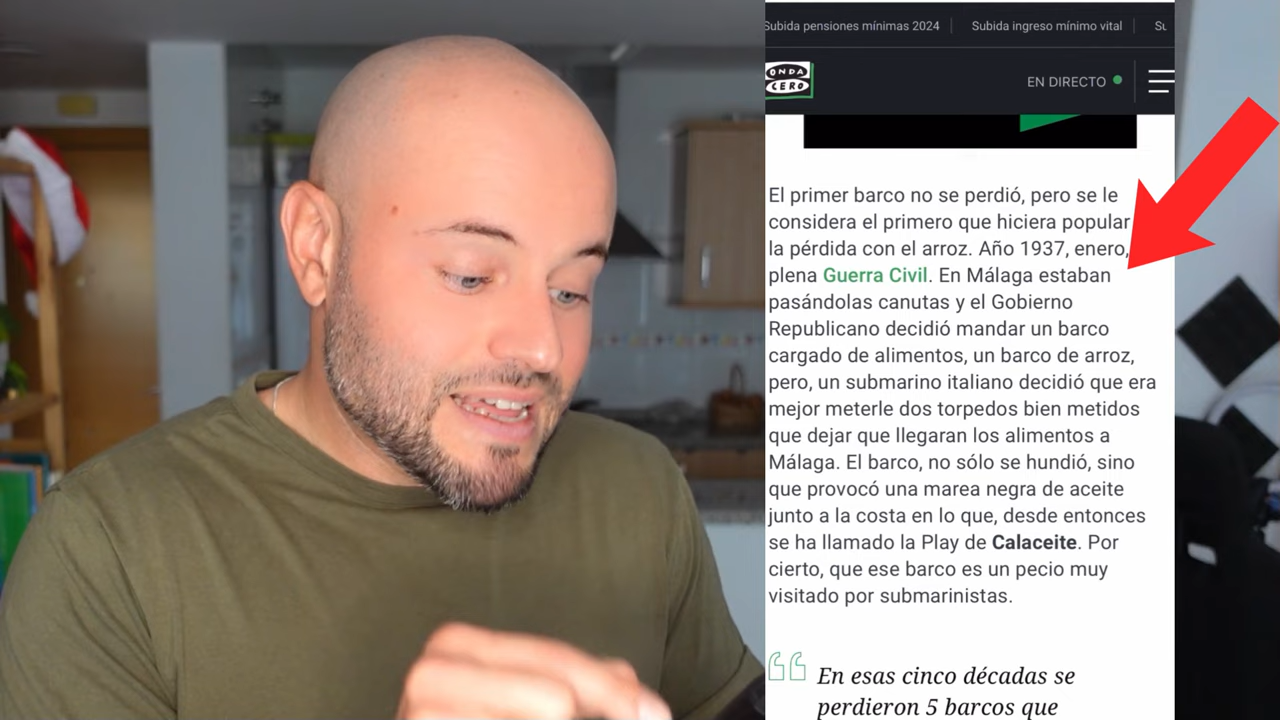 Subida pensiones mínimas 2024
Subida ingreso mínimo vital
Su
ONDA
CERO
EN DIRECTO
El primer barco no se perdió, pero se le
considera el primero que hiciera popular
la pérdida con el arroz. Año 1937, enero,
plena Guerra Civil. En Málaga estaban
pasándolas canutas y el Gobierno
Republicano decidió mandar un barco
cargado de alimentos, un barco de arroz,
pero, un submarino italiano decidió que era
mejor meterle dos torpedos bien metidos
que dejar que llegaran los alimentos a
Málaga. El barco, no sólo se hundió, sino
que provocó una marea negra de aceite
junto a la costa en lo que, desde entonces
se ha llamado la Play de Calaceite. Por
cierto, que ese barco es un pecio muy
visitado por submarinistas.
En esas cinco décadas se
perdieron 5 barcos que